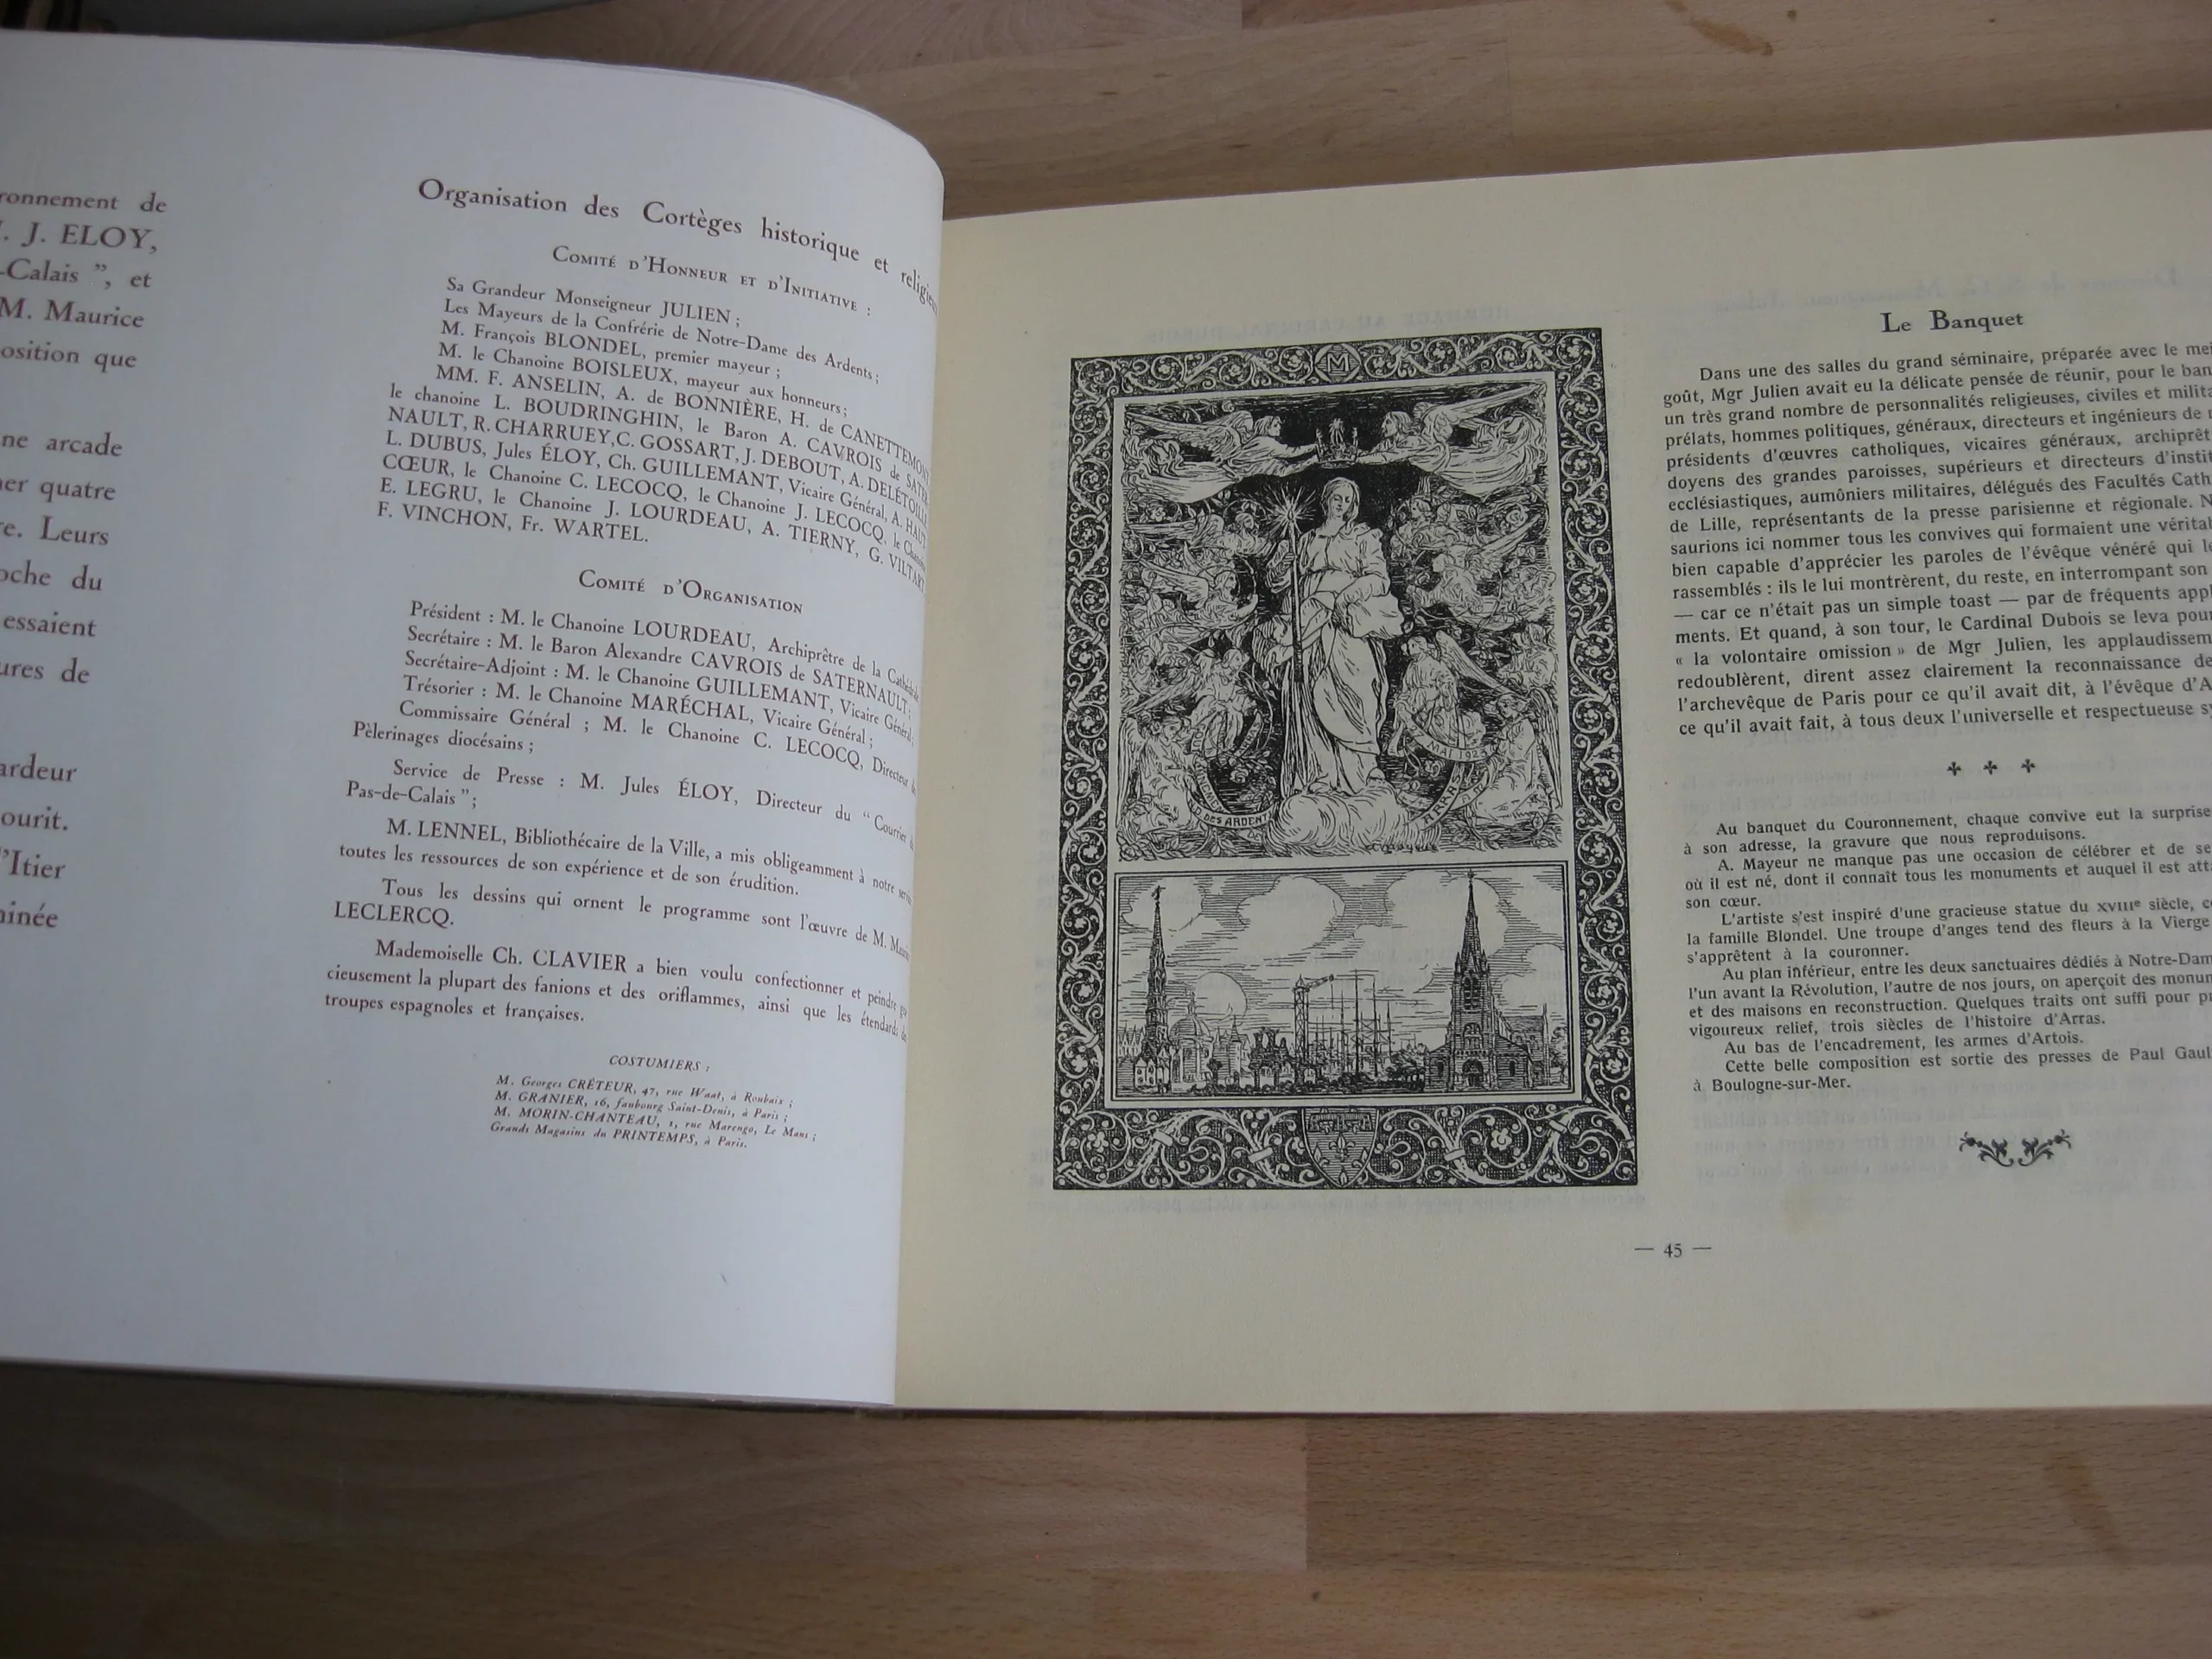 de
J. ELOY,
-Calais ”, et
M. Maurice
que
arcade
quatre
Leurs
du
essaient
de
d'Itier
Organisation des Cortèges historique et
COMITÉ D'HONNEUR ET D'INITIATIVE :
Sa Grandeur Monseigneur JULIEN ;
Les Mayeurs de la Confrérie de Notre-Dame des Ardents ;
M. François BLONDEL, premier mayeur ;
M. le Chanoine BOISLEUX, mayeur aux honneurs ;
MM. F. ANSELIN, A. de BONNIÈRE, H. de CANETTEMONT
le chanoine L. BOUDRINGHIN, le Baron A. CAVROIS de SATER-
NAULT, R. CHARRUEY, C. GOSSART, J. DEBOUT, A. DELÉTOILLE
L. DUBUS, Jules ÉLOY, Ch. GUILLEMANT, Vicaire Général, A. HAUT
CŒUR, le Chanoine C. LECOCQ, le Chanoine J. LECOCQ, le Chanoine
E. LEGRU, le Chanoine J. LOURDEAU, A. TIERNY, G. VILTART
F. VINCHON, Fr. WARTEL.
COMITÉ D'ORGANISATION
Président : M. le Chanoine LOURDEAU, Archiprêtre de la Cathédrale
Secrétaire : M. le Baron Alexandre CAVROIS de SATERNAULT ;
Secrétaire-Adjoint : M. le Chanoine GUILLEMANT, Vicaire Général ;
Trésorier : M. le Chanoine MARÉCHAL, Vicaire Général ;
Commissaire Général ; M. le Chanoine C. LECOCQ, Directeur
Pèlerinages diocésains ;
Service de Presse : M. Jules ÉLOY, Directeur du “ Courrier
Pas-de-Calais ” ;
M. LENNEL, Bibliothécaire de la Ville, a mis obligeamment à notre
toutes les ressources de son expérience et de son érudition.
Tous les dessins qui ornent le programme sont l'œuvre de M.
LECLERCQ.
Mademoiselle Ch. CLAVIER a bien voulu confectionner et peindre
cieusement la plupart des fanions et des oriflammes, ainsi que les étendards
troupes espagnoles et françaises.
COSTUMIERS :
M. Georges CRÉTEUR, 47, rue Watt, à Roubaix ;
M. GRANIER, 16, faubourg Saint-Denis, à Paris ;
M. MORIN-CHANTEAU, 1, rue Marengo, Le Mans ;
Grands Magasins du PRINTEMPS, à Paris.
M
MAI 1923
ARRAS
N·D DES ARDENTS
Le Banquet
Dans une des salles du grand séminaire, préparée avec le
goût, Mgr Julien avait eu la délicate pensée de réunir, pour le
un très grand nombre de personnalités religieuses, civiles et
prélats, hommes politiques, généraux, directeurs et ingénieurs de
présidents d'œuvres catholiques, vicaires généraux,
doyens des grandes paroisses, supérieurs et directeurs
ecclésiastiques, aumôniers militaires, délégués des Facultés
de Lille, représentants de la presse parisienne et régionale.
saurions ici nommer tous les convives qui formaient une
bien capable d'apprécier les paroles de l'évêque vénéré qui
rassemblés : ils le lui montrèrent, du reste, en interrompant son
— car ce n'était pas un simple toast — par de fréquents
ments. Et quand, à son tour, le Cardinal Dubois se leva
« la volontaire omission » de Mgr Julien, les
redoublèrent, dirent assez clairement la reconnaissance
l'archevêque de Paris pour ce qu'il avait dit, à l'évêque
ce qu'il avait fait, à tous deux l'universelle et respectueuse
Au banquet du Couronnement, chaque convive eut la surprise
à son adresse, la gravure que nous reproduisons.
A. Mayeur ne manque pas une occasion de célébrer et de
où il est né, dont il connaît tous les monuments et auquel il est
son cœur.
L'artiste s'est inspiré d'une gracieuse statue du XVIIIe siècle,
la famille Blondel. Une troupe d'anges tend des fleurs à la Vierge
s'apprêtent à la couronner.
Au plan inférieur, entre les deux sanctuaires dédiés à
l'un avant la Révolution, l'autre de nos jours, on aperçoit des
et des maisons en reconstruction. Quelques traits ont suffi pour
vigoureux relief, trois siècles de l'histoire d'Arras.
Au bas de l'encadrement, les armes d'Artois.
Cette belle composition est sortie des presses de Paul
à Boulogne-sur-Mer.
— 45 —